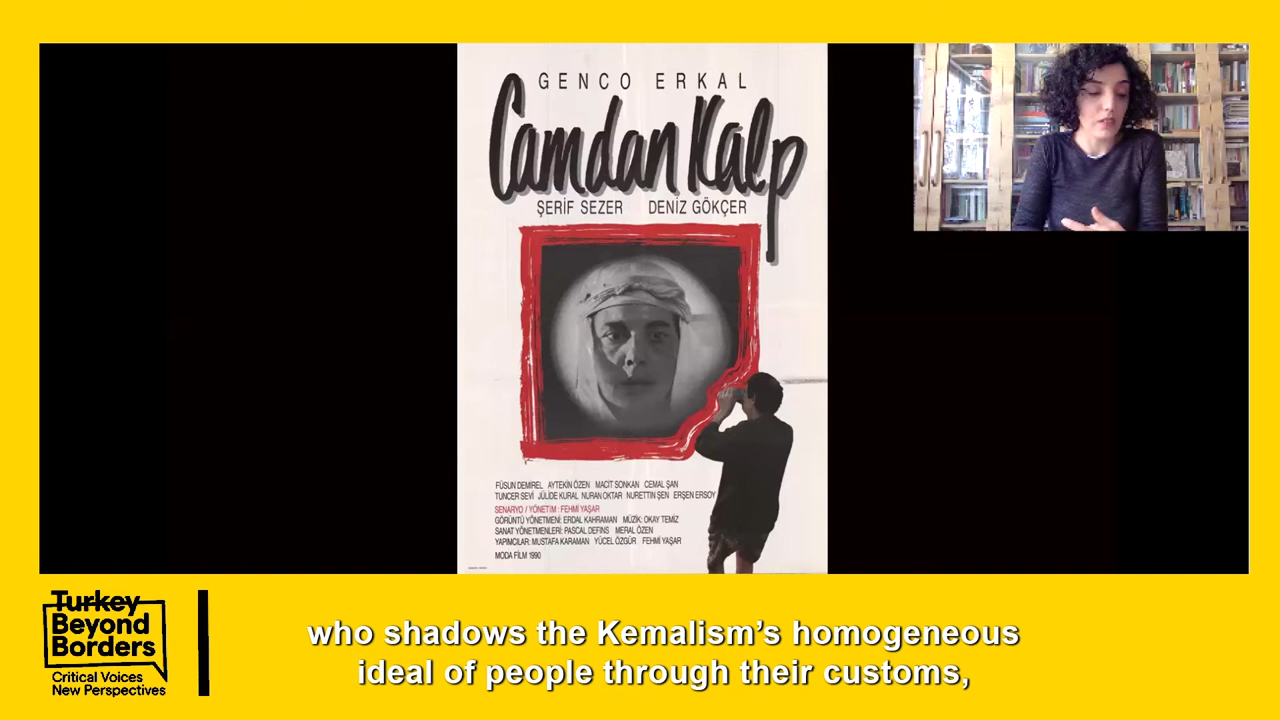 GENCO ERKAL
Camdan Kalp
ŞERİF SEZER DENİZ GÖKÇER
FÜSUN DEMİREL AYTEKİN ÖZEN MACİT SONKAN CEMAL ŞAN
TUNCER SEVİ JÜLİDE KURAL NURAN OKTAR NURETTİN ŞEN ERŞEN ERSOY
SENARYO / YÖNETİM : FEHMİ YAŞAR
GÖRÜNTÜ YÖNETMENİ: ERDAL KAHRAMAN MÜZİK: OKAY TEMİZ
SANAT YÖNETMENLERİ: PASCAL DEFINS MERAL ÖZEN
YAPIMCILAR: MUSTAFA KARAMAN YÜCEL ÖZGÜR FEHMİ YAŞAR
MODA FİLM 1990
Turkey
Beyond
Borders
Critical Voices
New Perspectives
who shadows the Kemalism's homogeneous
ideal of people through their customs,